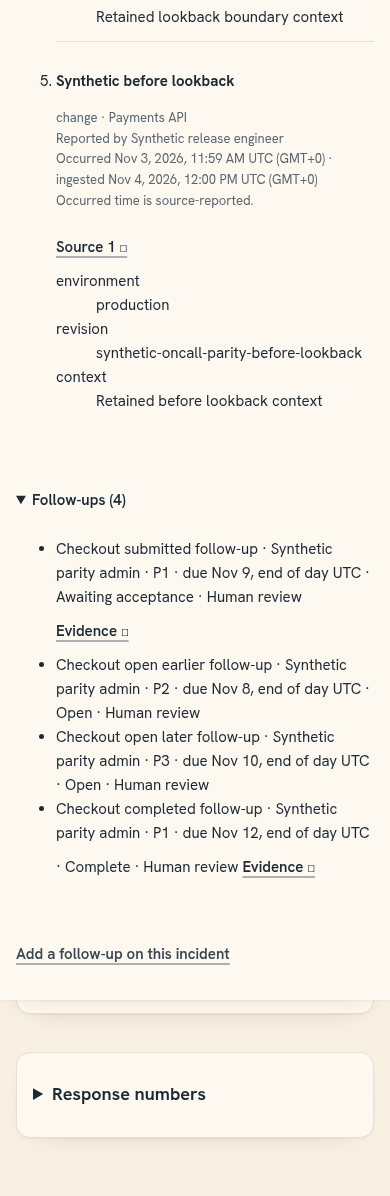 Retained lookback boundary context
5. Synthetic before lookback
change · Payments API
Reported by Synthetic release engineer
Occurred Nov 3, 2026, 11:59 AM UTC (GMT+0) ·
ingested Nov 4, 2026, 12:00 PM UTC (GMT+0)
Occurred time is source-reported.
Source 1
environment
production
revision
synthetic-oncall-parity-before-lookback
context
Retained before lookback context
▼ Follow-ups (4)
• Checkout submitted follow-up · Synthetic
parity admin · P1 · due Nov 9, end of day UTC ·
Awaiting acceptance · Human review
Evidence
• Checkout open earlier follow-up · Synthetic
parity admin · P2 · due Nov 8, end of day UTC ·
Open · Human review
• Checkout open later follow-up · Synthetic
parity admin · P3 · due Nov 10, end of day UTC
· Open · Human review
• Checkout completed follow-up · Synthetic
parity admin · P1 · due Nov 12, end of day UTC
· Complete · Human review Evidence
Add a follow-up on this incident
▶ Response numbers